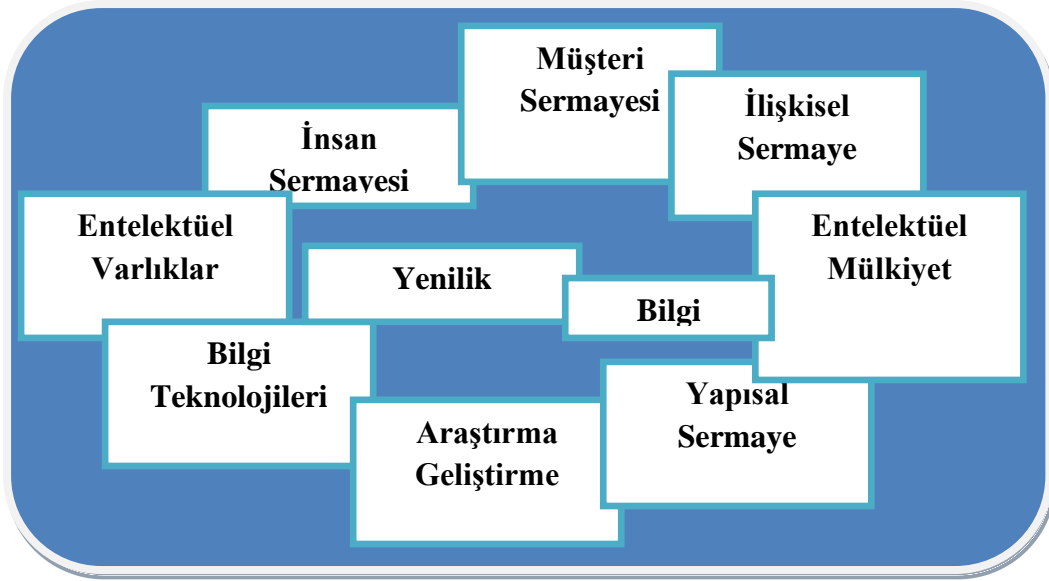 Müşteri
Sermayesi
İlişkisel
Sermaye
İnsan
Sermayesi
Entelektüel
Varlıklar
Entelektüel
Mülkiyet
Yenilik
Bilgi
Bilgi
Teknolojileri
Yapısal
Sermaye
Araştırma
Geliştirme